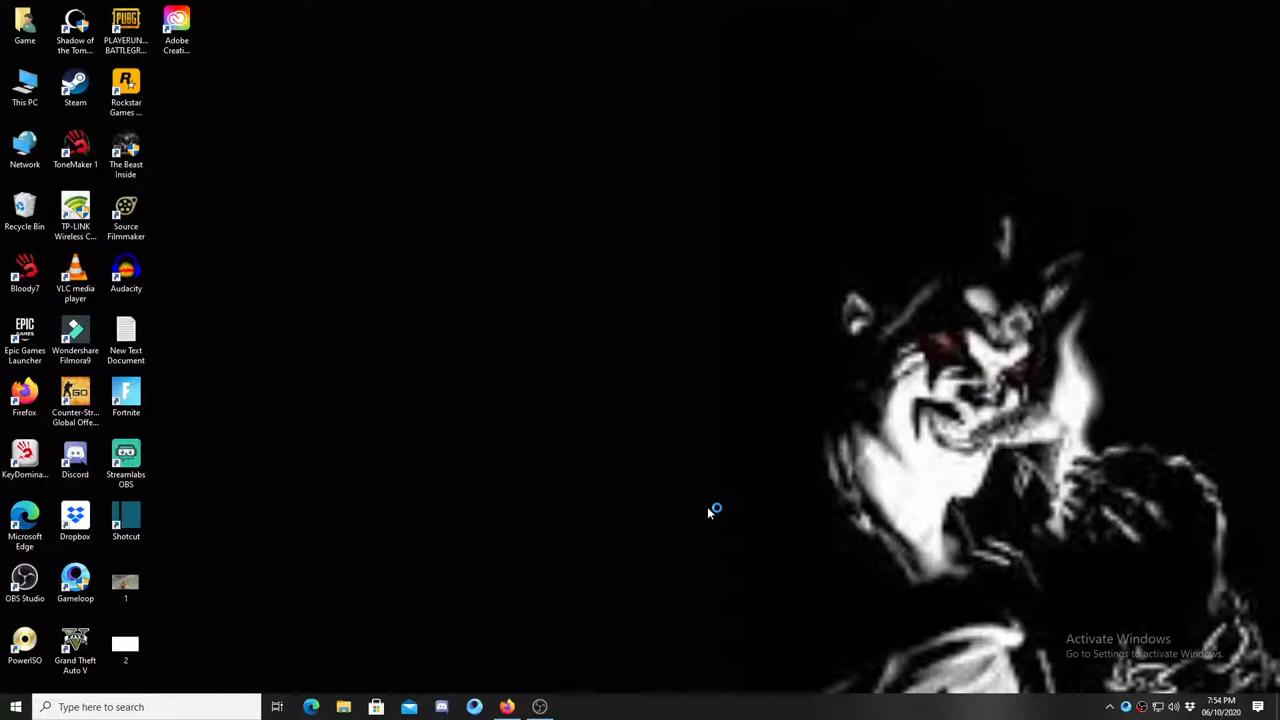 Game
Shadow of
the Tom...
PLAYERUN...
BATTLEGR...
Adobe
Creati...
This PC
Steam
Rockstar
Games ...
Network
ToneMaker 1
The Beast
Inside
Recycle Bin
TP-LINK
Wireless C...
Source
Filmmaker
Bloody7
VLC media
player
Audacity
Epic Games
Launcher
Wondershare
Filmora9
New Text
Document
Firefox
Counter-Str...
Global Offe...
Fortnite
KeyDomina...
Discord
Streamlabs
OBS
Microsoft
Edge
Dropbox
Shotcut
OBS Studio
Gameloop
1
PowerISO
Grand Theft
Auto V
2
Activate Windows
Go to Settings to activate Windows.
Type here to search
7:54 PM
06/10/2020